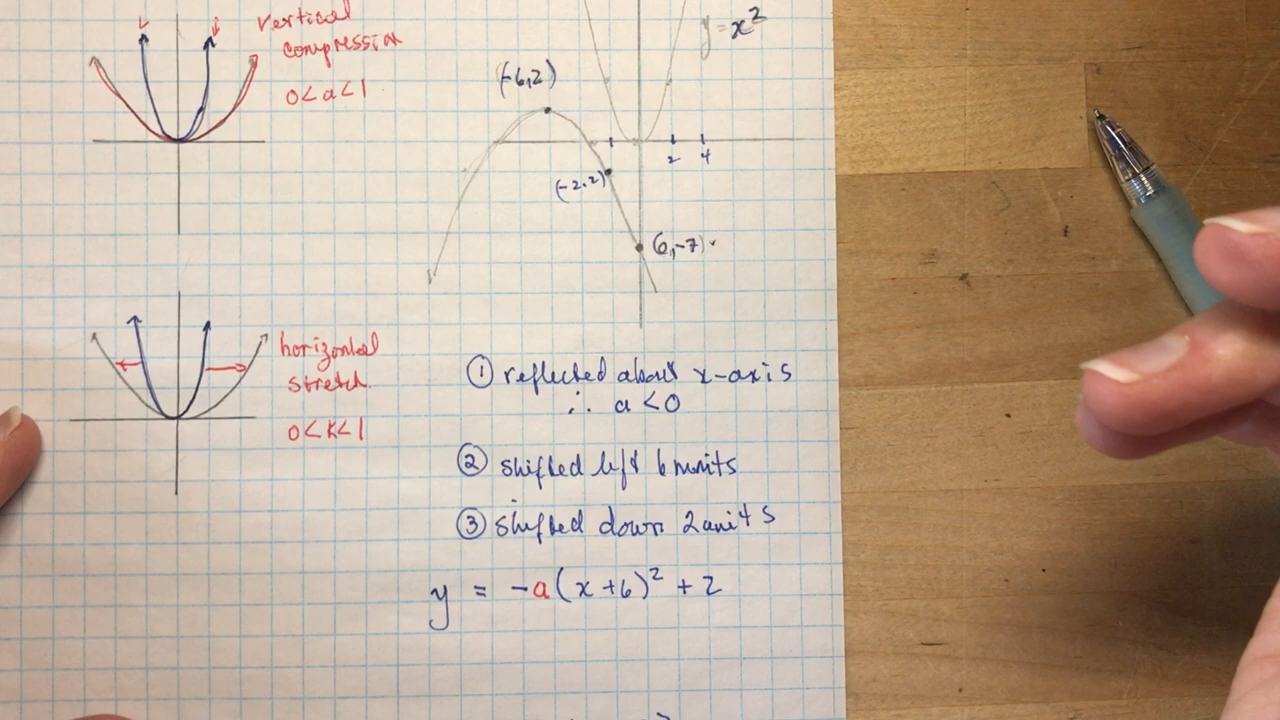 vertical
compression
0<a<1
y=x²
(-6,2)
2 4
(-2,2)
(0,-7)
horizontal
stretch
0<k<1
① reflected about x-axis
∴ a<0
② shifted left 6 units
③ shifted down 2 units
y = -a(x+6)² + 2